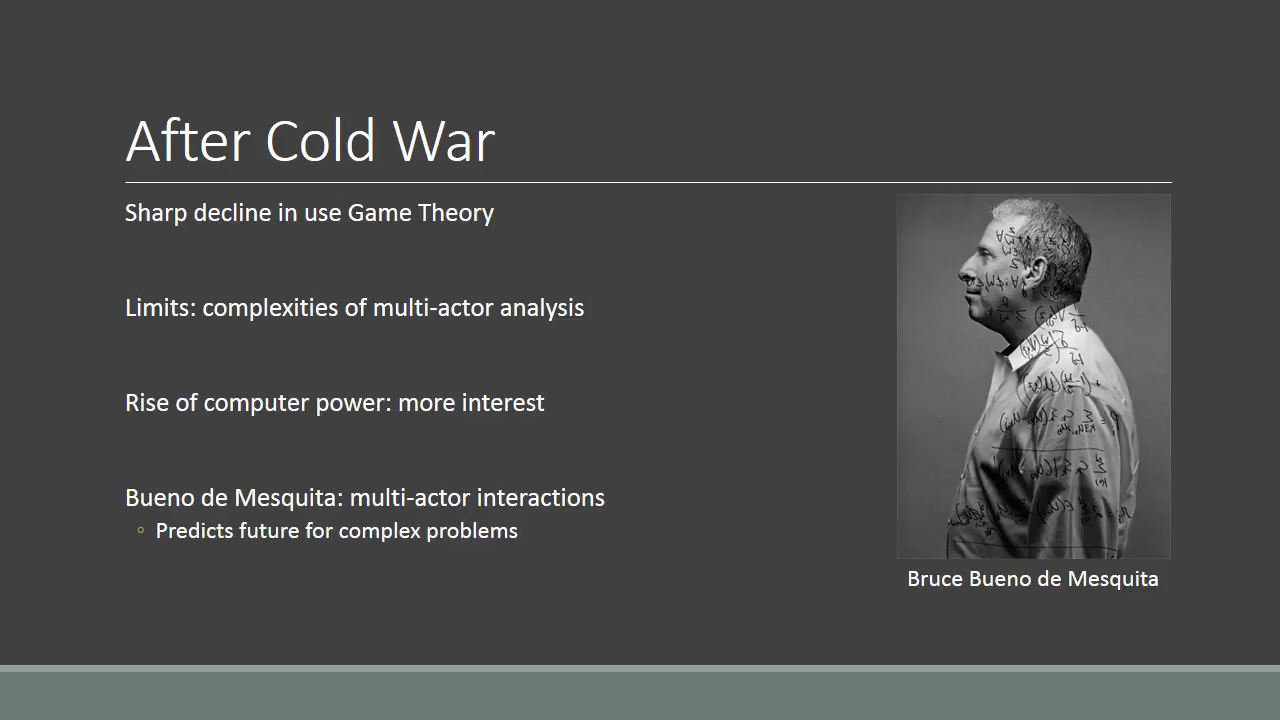 After Cold War
Sharp decline in use Game Theory
Limits: complexities of multi-actor analysis
Rise of computer power: more interest
Bueno de Mesquita: multi-actor interactions
Predicts future for complex problems
Bruce Bueno de Mesquita